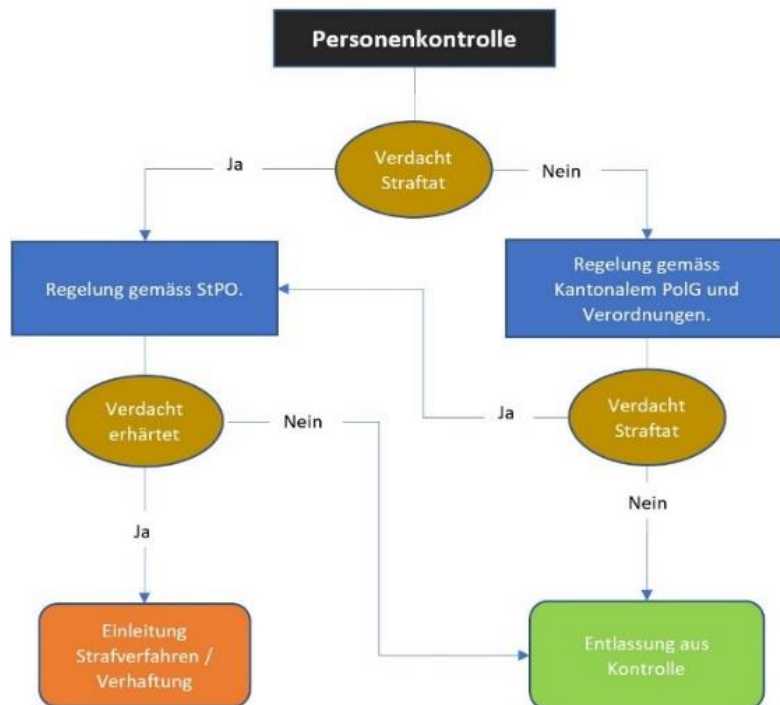 Personenkontrolle
Verdacht
Straftat
Ja
Nein
Regelung gemäss StPO.
Regelung gemäss
Kantonalem PolG und
Verordnungen.
Verdacht
erhärtet
Nein
Ja
Verdacht
Straftat
Ja
Nein
Einleitung
Strafverfahren /
Verhaftung
Entlassung aus
Kontrolle